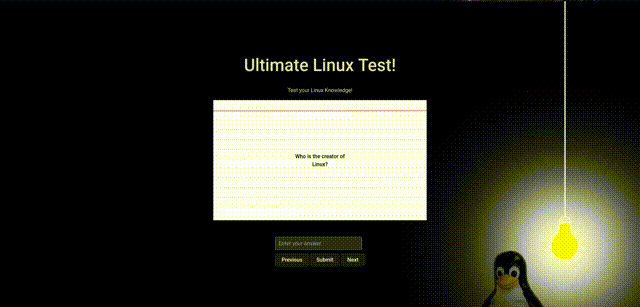 Ultimate Linux Test!
Test your Linux Knowledge!
Who is the creator of
Linux?
Enter your answer
Previous Submit Next